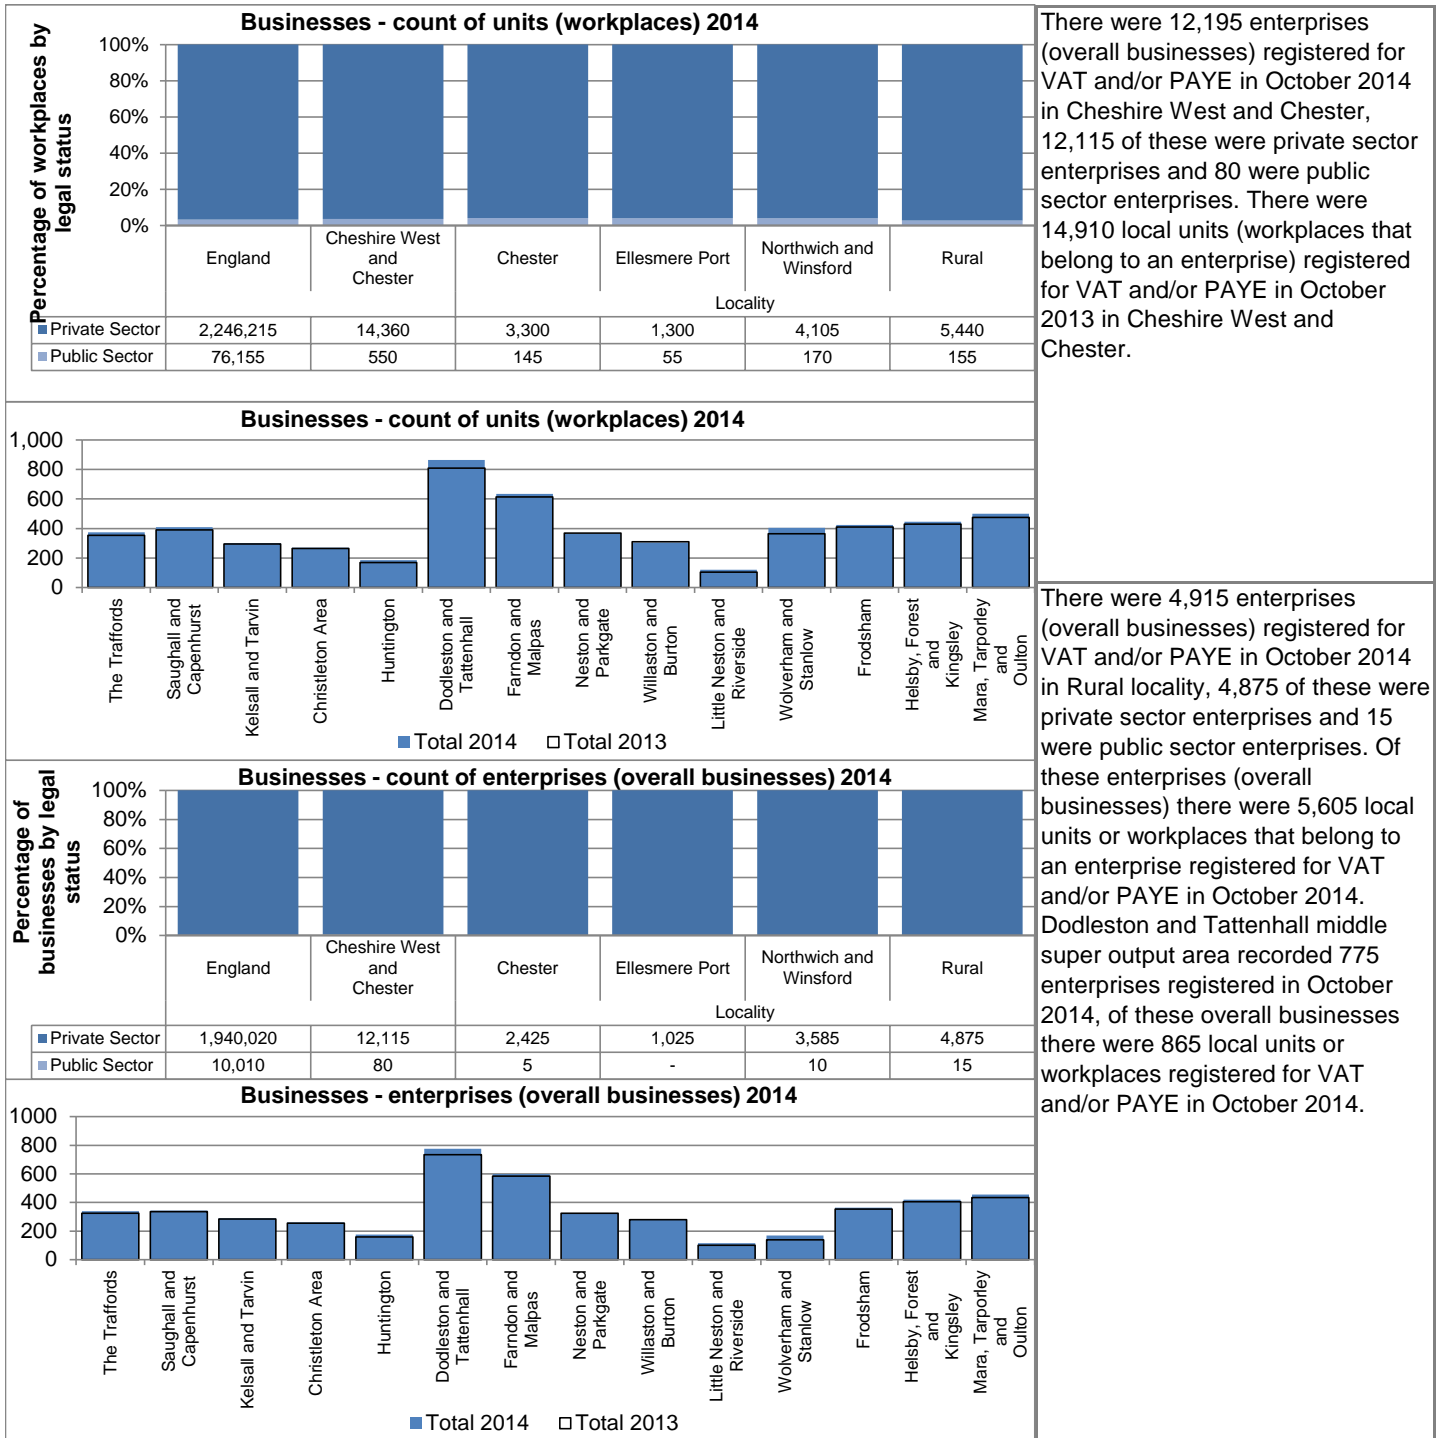 Businesses - count of units (workplaces) 2014
Percentage of workplaces by
legal status
100%
80%
60%
40%
20%
0%
England
Cheshire West
and
Chester
Chester
Ellesmere Port
Northwich and
Winsford
Rural
Locality
Private Sector 2,246,215 14,360 3,300 1,300 4,105 5,440
Public Sector 76,155 550 145 55 170 155
There were 12,195 enterprises
(overall businesses) registered for
VAT and/or PAYE in October 2014
in Cheshire West and Chester,
12,115 of these were private sector
enterprises and 80 were public
sector enterprises. There were
14,910 local units (workplaces that
belong to an enterprise) registered
for VAT and/or PAYE in October
2013 in Cheshire West and
Chester.
Businesses - count of units (workplaces) 2014
1,000
800
600
400
200
0
The Traffords
Saughall and
Capenhurst
Kelsall and Tarvin
Christleton Area
Huntington
Dodleston and
Tattenhall
Farndon and
Malpas
Neston and
Parkgate
Willaston and
Burton
Little Neston and
Riverside
Wolverham and
Stanlow
Frodsham
Helsby, Forest
and
Kingsley
Mara, Tarporley
and
Oulton
Total 2014 Total 2013
There were 4,915 enterprises
(overall businesses) registered for
VAT and/or PAYE in October 2014
in Rural locality, 4,875 of these were
private sector enterprises and 15
were public sector enterprises. Of
these enterprises (overall
businesses) there were 5,605 local
units or workplaces that belong to
an enterprise registered for VAT
and/or PAYE in October 2014.
Dodleston and Tattenhall middle
super output area recorded 775
enterprises registered in October
2014, of these overall businesses
there were 865 local units or
workplaces registered for VAT
and/or PAYE in October 2014.
Businesses - count of enterprises (overall businesses) 2014
Percentage of
businesses by legal
status
100%
80%
60%
40%
20%
0%
England
Cheshire West
and
Chester
Chester
Ellesmere Port
Northwich and
Winsford
Rural
Locality
Private Sector 1,940,020 12,115 2,425 1,025 3,585 4,875
Public Sector 10,010 80 5 - 10 15
Businesses - enterprises (overall businesses) 2014
1000
800
600
400
200
0
The Traffords
Saughall and
Capenhurst
Kelsall and Tarvin
Christleton Area
Huntington
Dodleston and
Tattenhall
Farndon and
Malpas
Neston and
Parkgate
Willaston and
Burton
Little Neston and
Riverside
Wolverham and
Stanlow
Frodsham
Helsby, Forest
and
Kingsley
Mara, Tarporley
and
Oulton
Total 2014 Total 2013